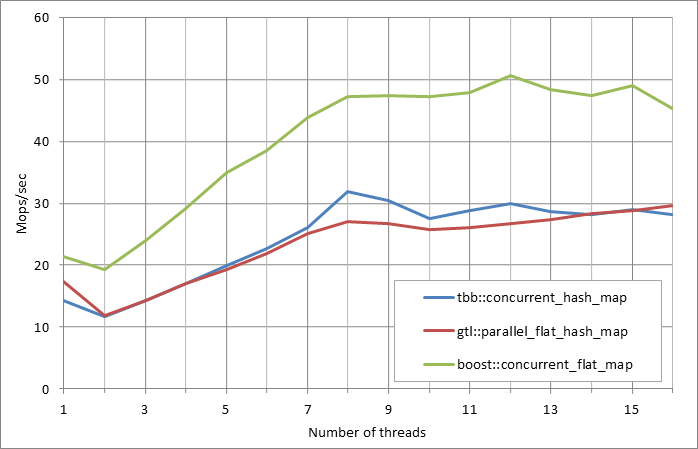 60
50
40
30
20
10
0
Mops/sec
tbb::concurrent_hash_map
gtl::parallel_flat_hash_map
boost::concurrent_flat_map
1 3 5 7 9 11 13 15
Number of threads